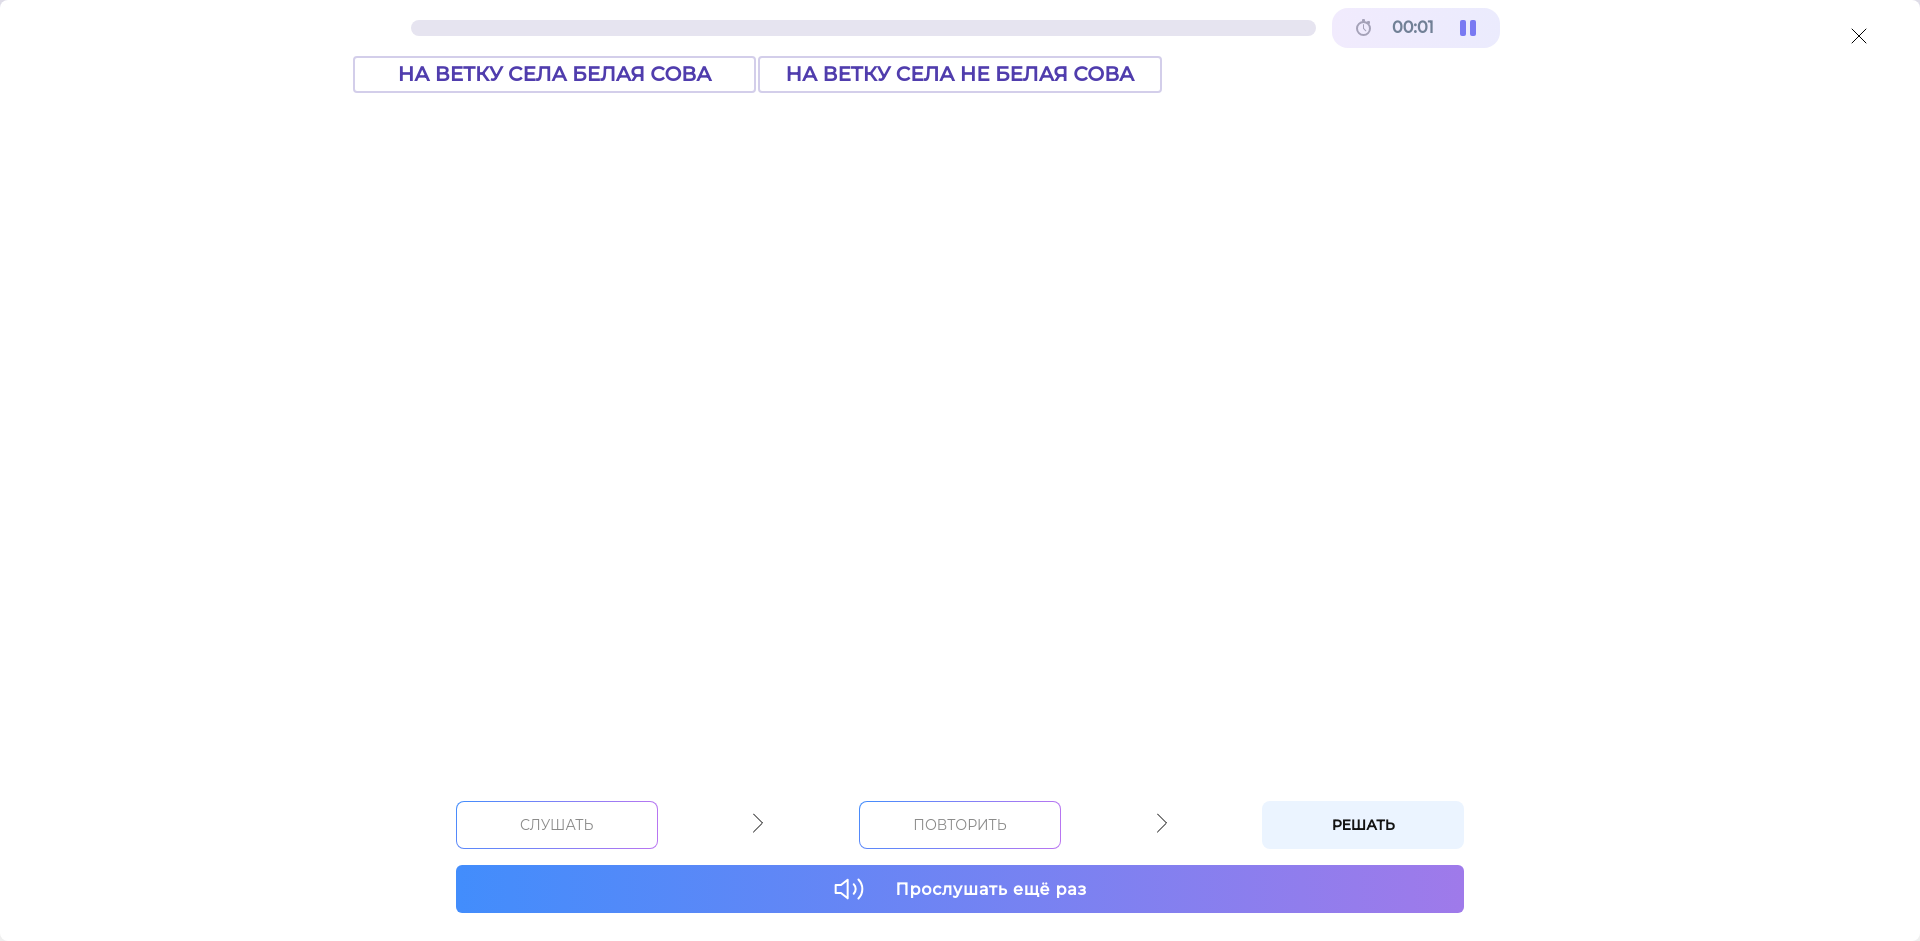 00:01
НА ВЕТКУ СЕЛА БЕЛАЯ СОВА
НА ВЕТКУ СЕЛА НЕ БЕЛАЯ СОВА
СЛУШАТЬ
ПОВТОРИТЬ
РЕШАТЬ
Прослушать ещё раз